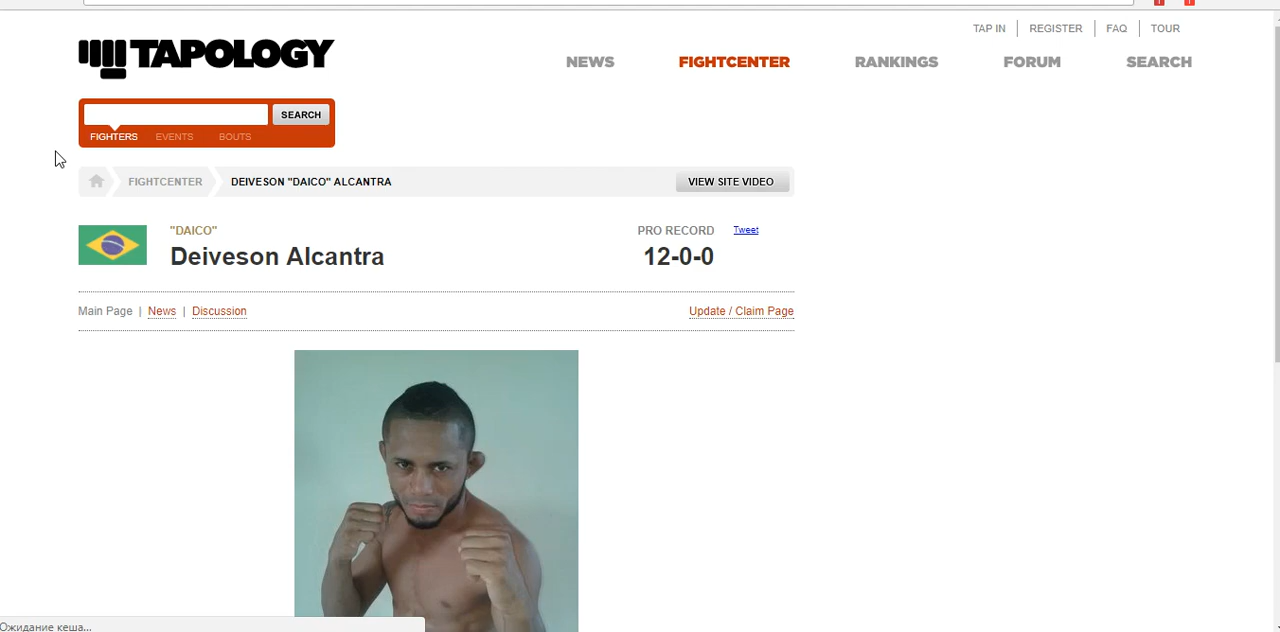 TAP IN REGISTER FAQ TOUR
TAPOLOGY
NEWS FIGHTCENTER RANKINGS FORUM SEARCH
SEARCH
FIGHTERS EVENTS BOUTS
FIGHTCENTER DEIVESON "DAICO" ALCANTRA VIEW SITE VIDEO
"DAICO" PRO RECORD Tweet
Deiveson Alcantra 12-0-0
Main Page | News | Discussion Update / Claim Page
Ожидание кеша...